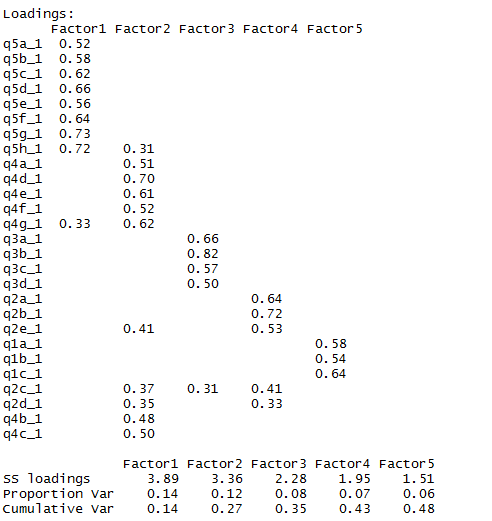 Loadings:
      Factor1 Factor2 Factor3 Factor4 Factor5
q5a_1  0.52
q5b_1  0.58
q5c_1  0.62
q5d_1  0.66
q5e_1  0.56
q5f_1  0.64
q5g_1  0.73
q5h_1  0.72    0.31
q4a_1          0.51
q4d_1          0.70
q4e_1          0.61
q4f_1          0.52
q4g_1  0.33    0.62
q3a_1                  0.66
q3b_1                  0.82
q3c_1                  0.57
q3d_1                  0.50
q2a_1                          0.64
q2b_1                          0.72
q2e_1          0.41            0.53
q1a_1                                  0.58
q1b_1                                  0.54
q1c_1                                  0.64
q2c_1          0.37    0.31    0.41
q2d_1          0.35            0.33
q4b_1          0.48
q4c_1          0.50

               Factor1 Factor2 Factor3 Factor4 Factor5
SS loadings       3.89    3.36    2.28    1.95    1.51
Proportion Var    0.14    0.12    0.08    0.07    0.06
Cumulative Var    0.14    0.27    0.35    0.43    0.48